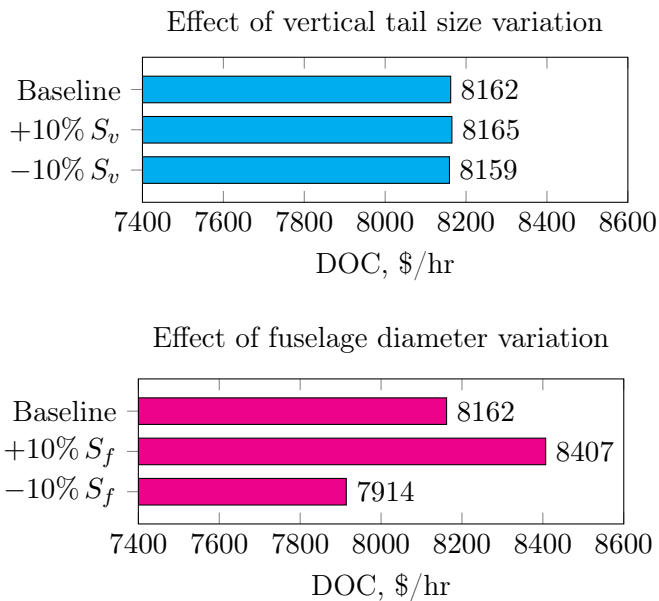 Effect of vertical tail size variation
Baseline 8162
+10% Sᵥ 8165
−10% Sᵥ 8159
7400 7600 7800 8000 8200 8400 8600
DOC, $/hr
Effect of fuselage diameter variation
Baseline 8162
+10% S_f 8407
−10% S_f 7914
7400 7600 7800 8000 8200 8400 8600
DOC, $/hr